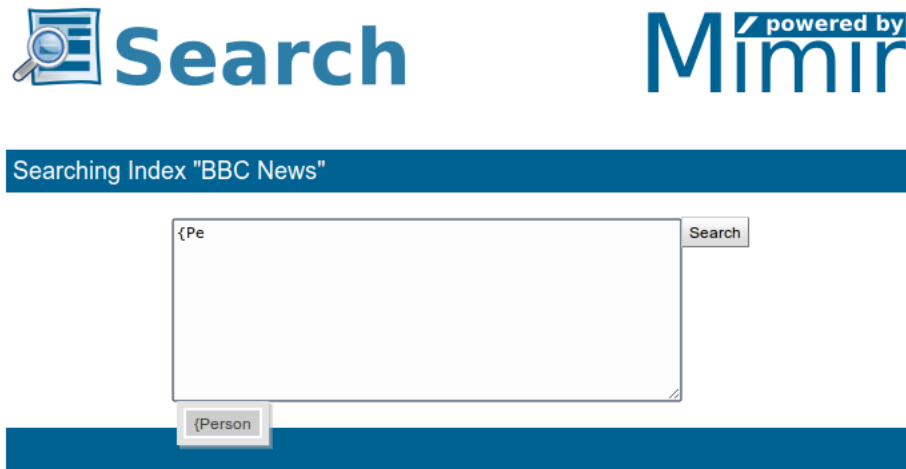 Search
powered by
Mimir
Searching Index "BBC News"
{Pe
Search
{Person